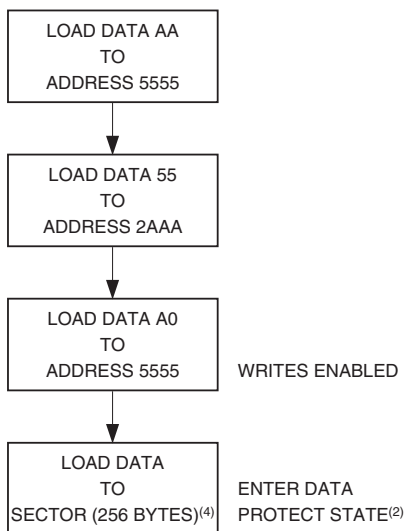 LOAD DATA AA
TO
ADDRESS 5555
LOAD DATA 55
TO
ADDRESS 2AAA
LOAD DATA A0
TO
ADDRESS 5555
WRITES ENABLED
LOAD DATA
TO
SECTOR (256 BYTES)(4)
ENTER DATA
PROTECT STATE(2)